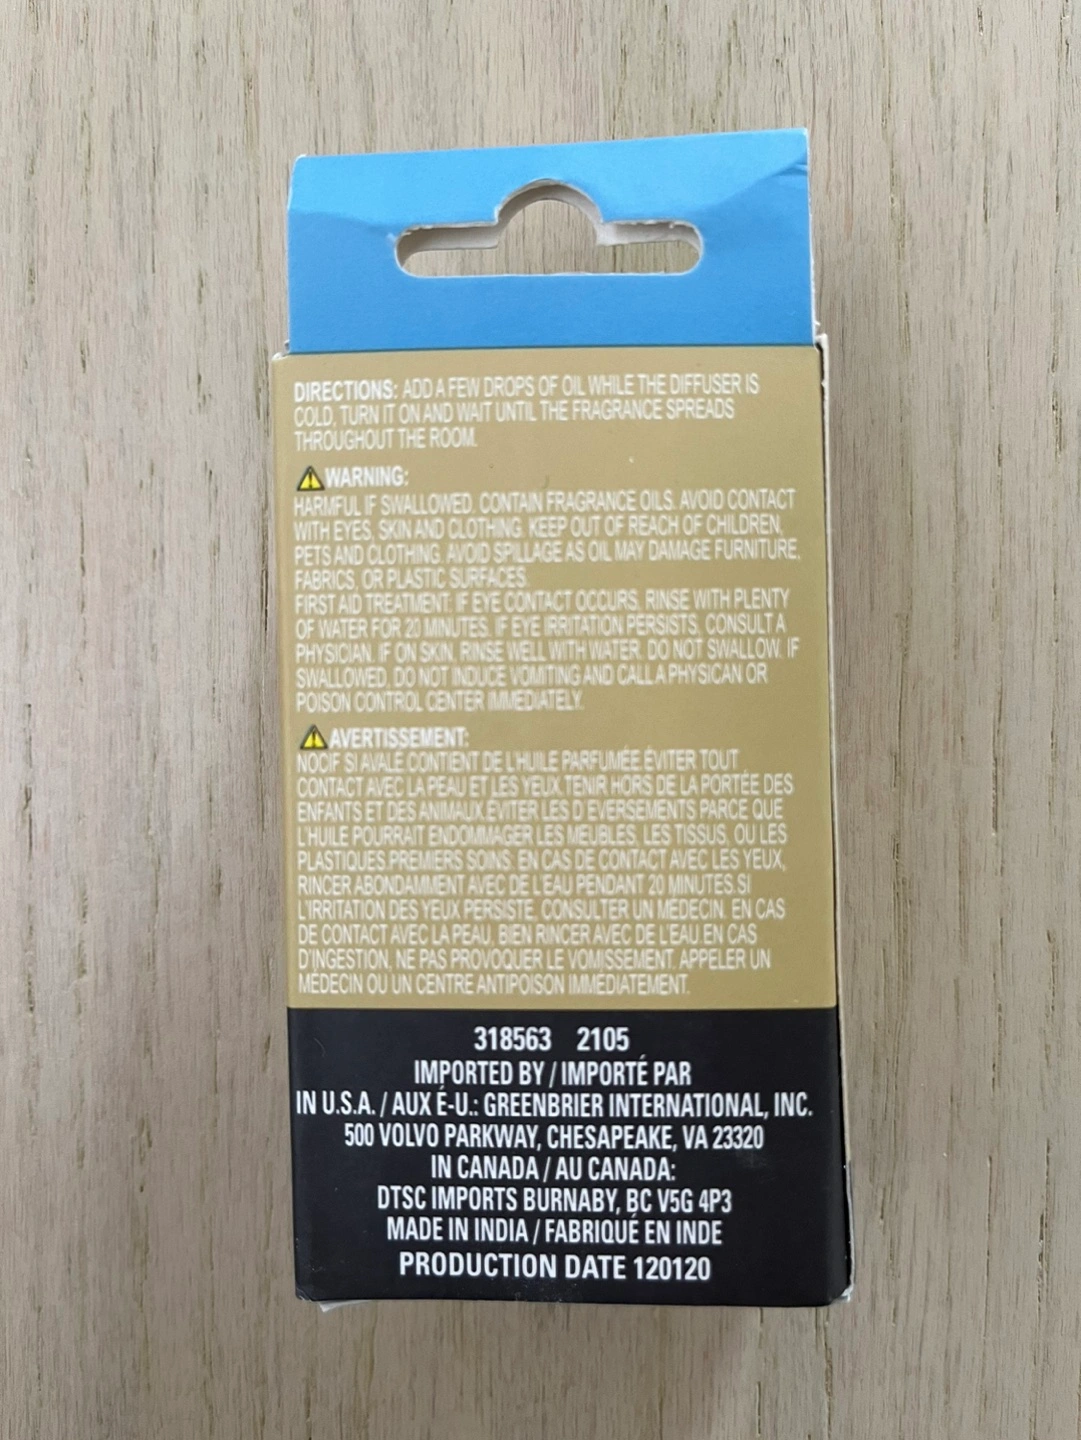 DIRECTIONS: ADD A FEW DROPS OF OIL WHILE THE DIFFUSER IS
COLD, TURN IT ON AND WAIT UNTIL THE FRAGRANCE SPREADS
THROUGHOUT THE ROOM.
WARNING:
HARMFUL IF SWALLOWED. CONTAIN FRAGRANCE OILS. AVOID CONTACT
WITH EYES, SKIN AND CLOTHING. KEEP OUT OF REACH OF CHILDREN,
PETS AND CLOTHING. AVOID SPILLAGE AS OIL MAY DAMAGE FURNITURE,
FABRICS, OR PLASTIC SURFACES.
FIRST AID TREATMENT: IF EYE CONTACT OCCURS, RINSE WITH PLENTY
OF WATER FOR 20 MINUTES. IF EYE IRRITATION PERSISTS, CONSULT A
PHYSICIAN. IF ON SKIN, RINSE WELL WITH WATER. DO NOT SWALLOW. IF
SWALLOWED, DO NOT INDUCE VOMITING AND CALL A PHYSICAN OR
POISON CONTROL CENTER IMMEDIATELY.
AVERTISSEMENT:
NOCIF SI AVALÉ CONTIENT DE L'HUILE PARFUMÉE.ÉVITER TOUT
CONTACT AVEC LA PEAU ET LES YEUX.TENIR HORS DE LA PORTÉE DES
ENFANTS ET DES ANIMAUX.ÉVITER LES D'EVERSEMENTS PARCE QUE
L'HUILE POURRAIT ENDOMMAGER LES MEUBLES, LES TISSUS, OU LES
PLASTIQUES PREMIERS SOINS: EN CAS DE CONTACT AVEC LES YEUX,
RINCER ABONDAMMENT AVEC DE L'EAU PENDANT 20 MINUTES.SI
L'IRRITATION DES YEUX PERSISTE, CONSULTER UN MÉDECIN. EN CAS
DE CONTACT AVEC LA PEAU, BIEN RINCER AVEC DE L'EAU.EN CAS
D'INGESTION, NE PAS PROVOQUER LE VOMISSEMENT. APPELER UN
MÉDECIN OU UN CENTRE ANTIPOISON IMMÉDIATEMENT.
318563 2105
IMPORTED BY / IMPORTÉ PAR
IN U.S.A. / AUX É-U.: GREENBRIER INTERNATIONAL, INC.
500 VOLVO PARKWAY, CHESAPEAKE, VA 23320
IN CANADA / AU CANADA:
DTSC IMPORTS BURNABY, BC V5G 4P3
MADE IN INDIA / FABRIQUÉ EN INDE
PRODUCTION DATE 120120